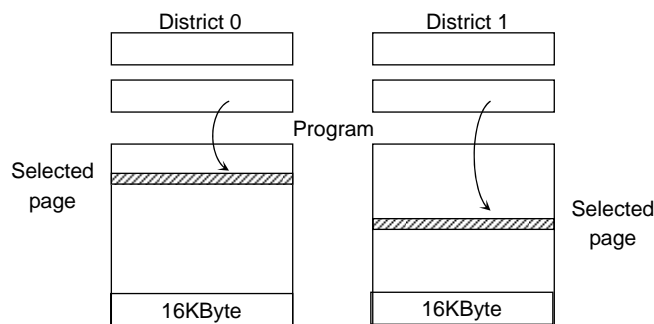 District 0
District 1
Program
Selected
page
Selected
page
16KByte
16KByte